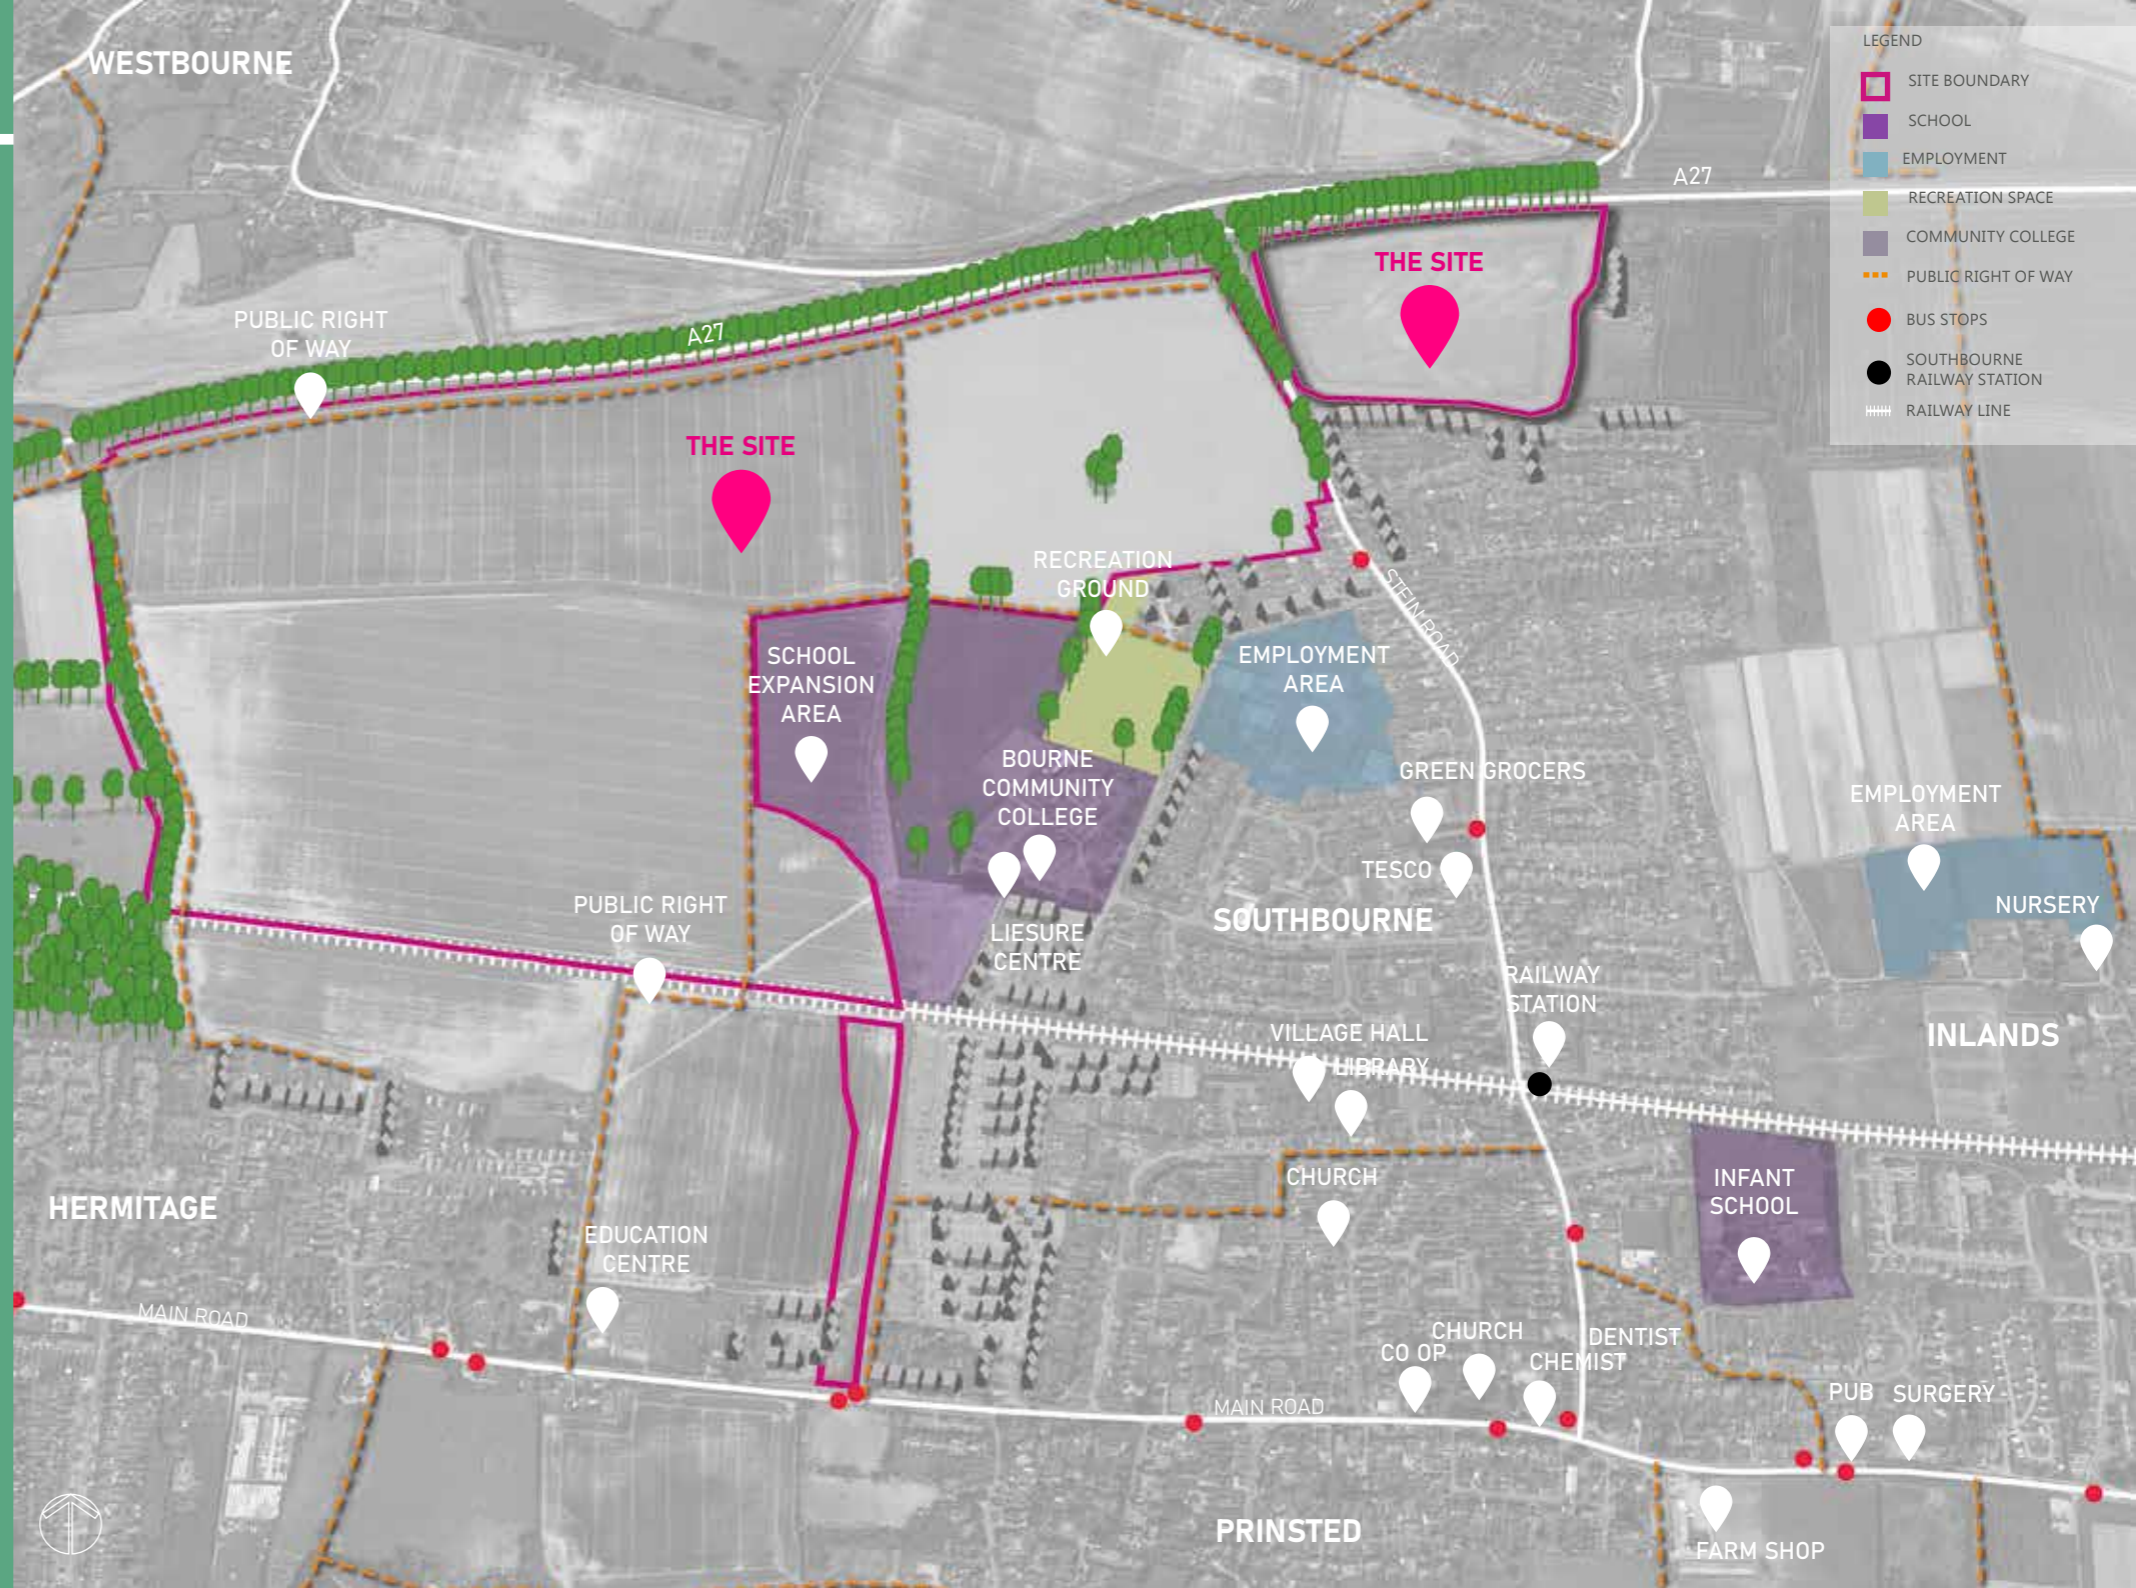 WESTBOURNE
LEGEND
SITE BOUNDARY
SCHOOL
EMPLOYMENT
RECREATION SPACE
COMMUNITY COLLEGE
PUBLIC RIGHT OF WAY
BUS STOPS
SOUTHBOURNE
RAILWAY STATION
RAILWAY LINE
A27
THE SITE
PUBLIC RIGHT
OF WAY
A27
THE SITE
RECREATION
GROUND
STEIN ROAD
SCHOOL
EXPANSION
AREA
EMPLOYMENT
AREA
BOURNE
COMMUNITY
COLLEGE
GREEN GROCERS
EMPLOYMENT
AREA
TESCO
PUBLIC RIGHT
OF WAY
SOUTHBOURNE
NURSERY
LIESURE
CENTRE
RAILWAY
STATION
VILLAGE HALL
LIBRARY
INLANDS
CHURCH
INFANT
SCHOOL
HERMITAGE
EDUCATION
CENTRE
MAIN ROAD
CHURCH
CO OP
DENTIST
CHEMIST
MAIN ROAD
PUB
SURGERY
PRINSTED
FARM SHOP